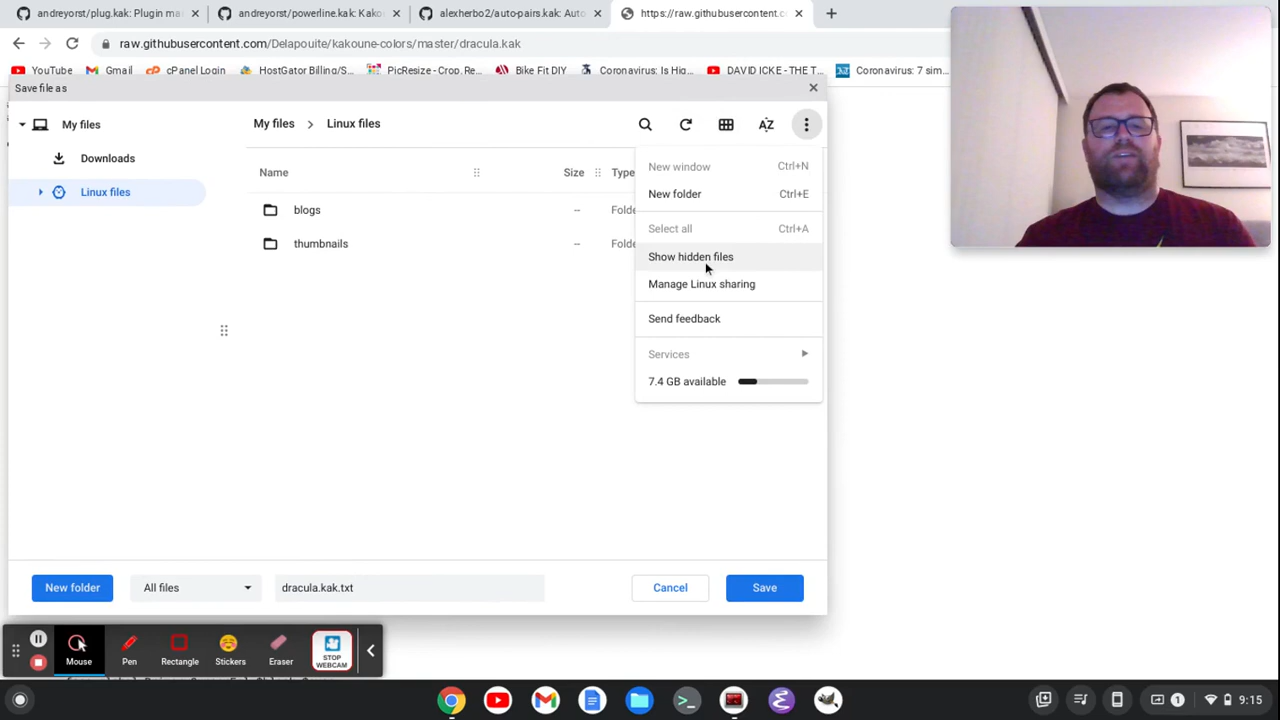 andreyorst/plug.kak: Plugin ma
andreyorst/powerline.kak: Kakou
alexherbo2/auto-pairs.kak: Auto
https://raw.githubusercontent.c
raw.githubusercontent.com/Delapouite/kakoune-colors/master/dracula.kak
YouTube
Gmail
cPanel Login
HostGator Billing/S...
PicResize - Crop, Re...
Bike Fit DIY
Coronavirus: Is Hig...
DAVID ICKE - THE T...
Coronavirus: 7 sim...
Save file as
My files
Downloads
Linux files
My files
Linux files
Name
Size
Type
blogs
--
Folde
thumbnails
--
Folde
New window Ctrl+N
New folder Ctrl+E
Select all Ctrl+A
Show hidden files
Manage Linux sharing
Send feedback
Services
7.4 GB available
New folder
All files
dracula.kak.txt
Cancel
Save
Mouse
Pen
Rectangle
Stickers
Eraser
STOP
WEBCAM
1
9:15